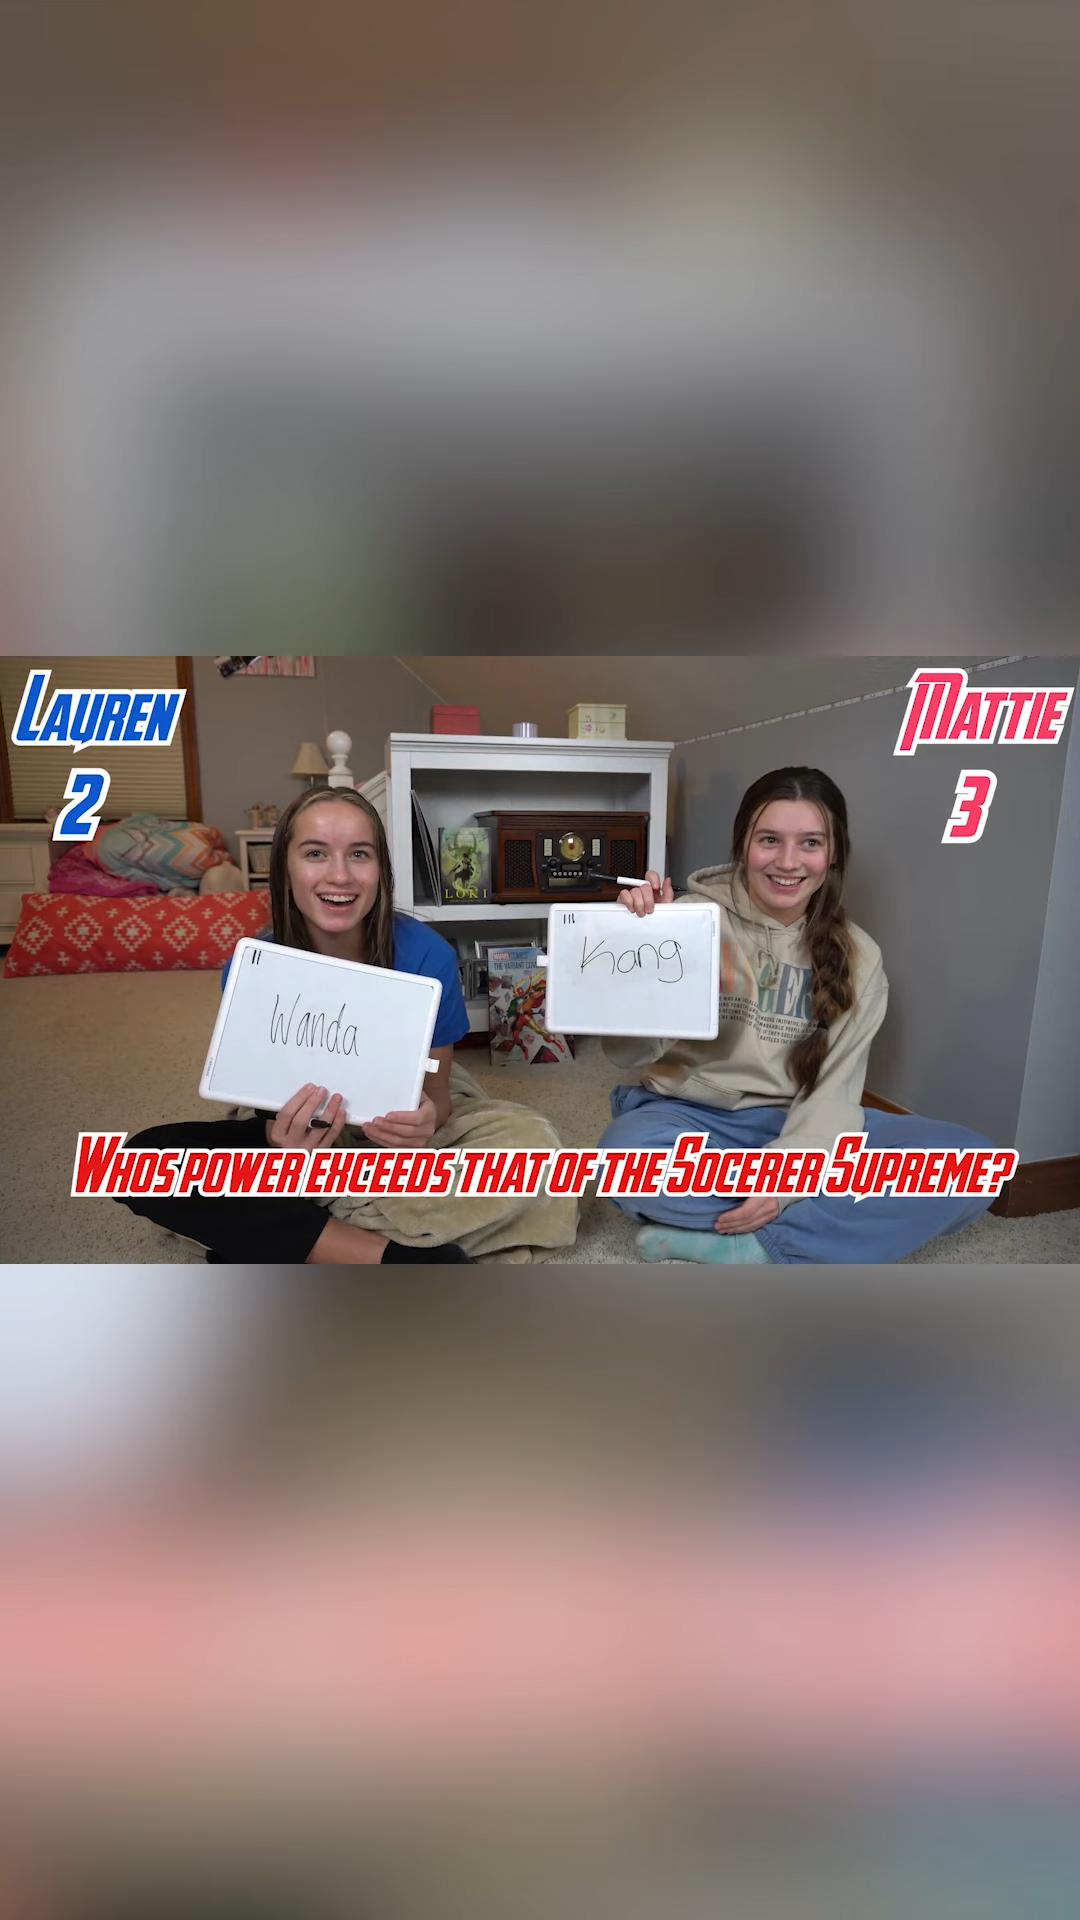 LAUREN
2
MATTIE
3
LOKI
Wanda
Kang
WHOS POWER EXCEEDS THAT OF THE SOCERER SUPREME?